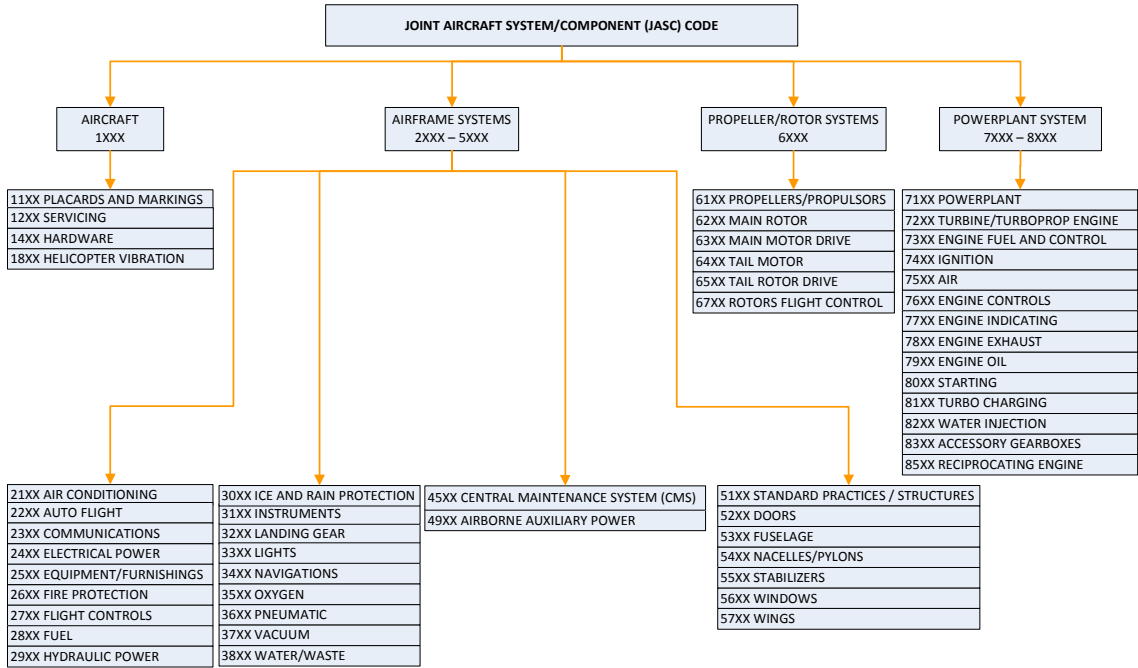 JOINT AIRCRAFT SYSTEM/COMPONENT (JASC) CODE
AIRCRAFT
1XXX
AIRFRAME SYSTEMS
2XXX – 5XXX
PROPELLER/ROTOR SYSTEMS
6XXX
POWERPLANT SYSTEM
7XXX – 8XXX
11XX PLACARDS AND MARKINGS
12XX SERVICING
14XX HARDWARE
18XX HELICOPTER VIBRATION
61XX PROPELLERS/PROPULSORS
62XX MAIN ROTOR
63XX MAIN MOTOR DRIVE
64XX TAIL MOTOR
65XX TAIL ROTOR DRIVE
67XX ROTORS FLIGHT CONTROL
71XX POWERPLANT
72XX TURBINE/TURBOPROP ENGINE
73XX ENGINE FUEL AND CONTROL
74XX IGNITION
75XX AIR
76XX ENGINE CONTROLS
77XX ENGINE INDICATING
78XX ENGINE EXHAUST
79XX ENGINE OIL
80XX STARTING
81XX TURBO CHARGING
82XX WATER INJECTION
83XX ACCESSORY GEARBOXES
85XX RECIPROCATING ENGINE
21XX AIR CONDITIONING
22XX AUTO FLIGHT
23XX COMMUNICATIONS
24XX ELECTRICAL POWER
25XX EQUIPMENT/FURNISHINGS
26XX FIRE PROTECTION
27XX FLIGHT CONTROLS
28XX FUEL
29XX HYDRAULIC POWER
30XX ICE AND RAIN PROTECTION
31XX INSTRUMENTS
32XX LANDING GEAR
33XX LIGHTS
34XX NAVIGATIONS
35XX OXYGEN
36XX PNEUMATIC
37XX VACUUM
38XX WATER/WASTE
45XX CENTRAL MAINTENANCE SYSTEM (CMS)
49XX AIRBORNE AUXILIARY POWER
51XX STANDARD PRACTICES / STRUCTURES
52XX DOORS
53XX FUSELAGE
54XX NACELLES/PYLONS
55XX STABILIZERS
56XX WINDOWS
57XX WINGS